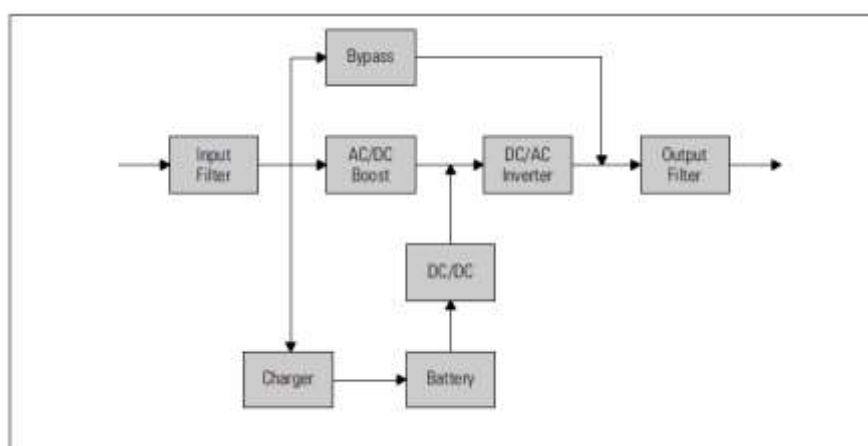 Bypass
Input
Filter
AC/DC
Boost
DC/AC
Inverter
Output
Filter
DC/DC
Charger
Battery